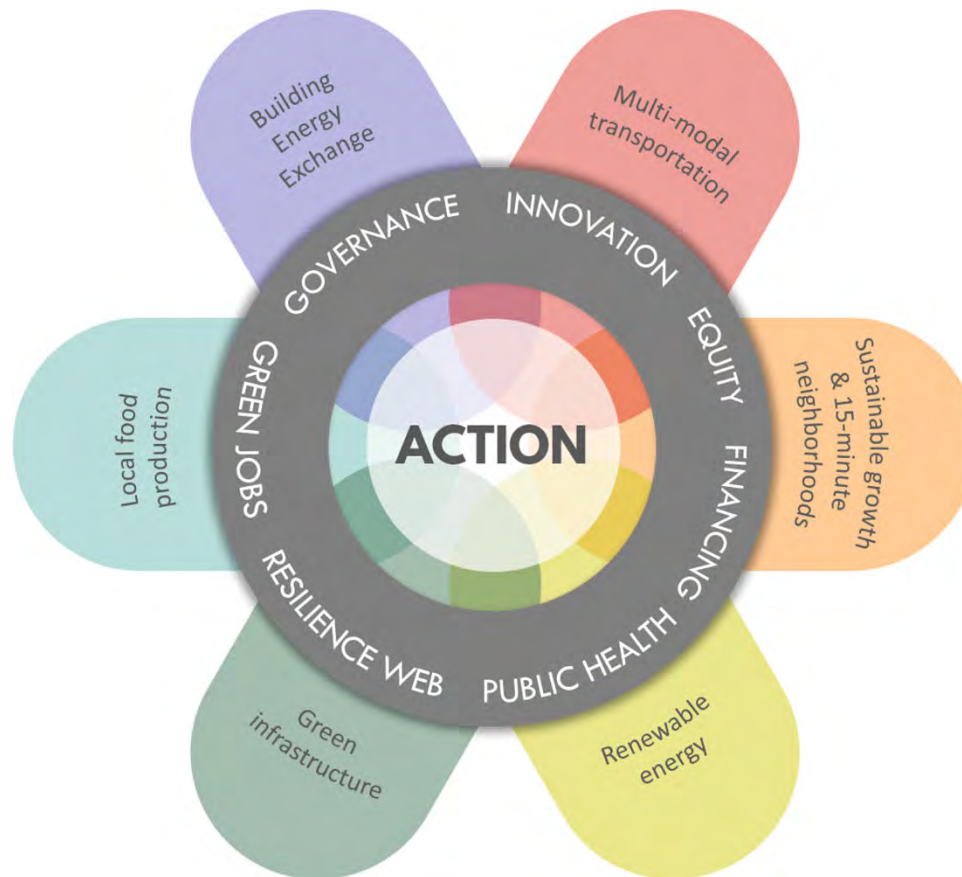 Building
Energy
Exchange
Multi-modal
transportation
Sustainable growth
& 15-minute
neighborhoods
Renewable
energy
Green
infrastructure
Local food
production
GOVERNANCE
INNOVATION
EQUITY
FINANCING
PUBLIC HEALTH
RESILIENCE WEB
GREEN JOBS
ACTION